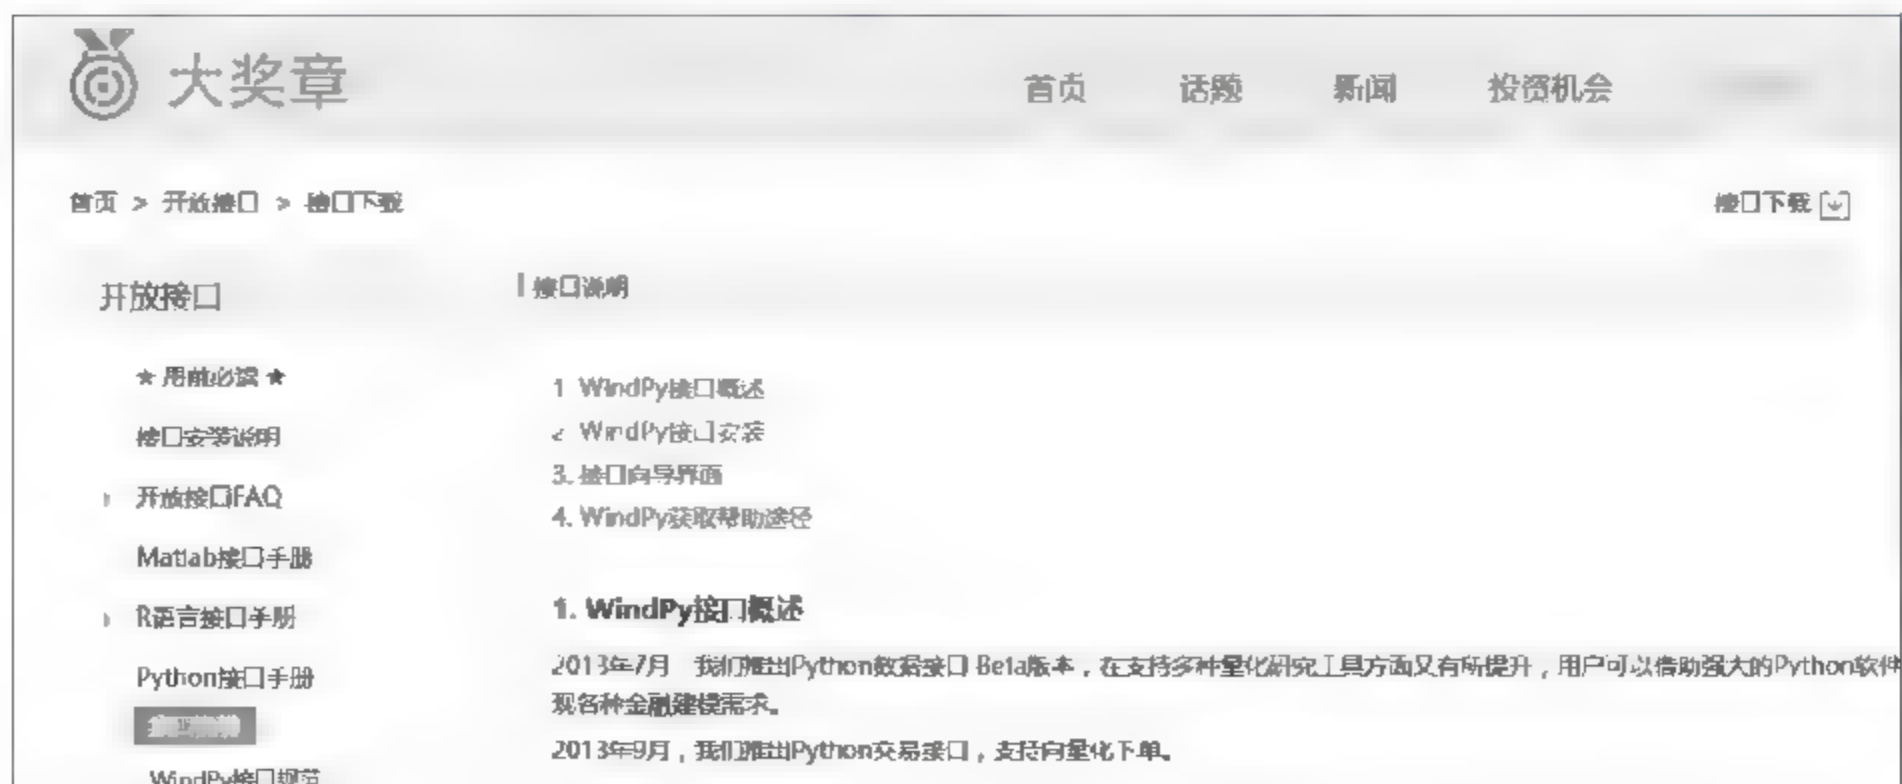 大奖章
首页 话题 新闻 投资机会
首页 > 开放接口 > 接口下载
接口下载
开放接口
★ 用前必读 ★
接口安装说明
开放接口FAQ
Matlab接口手册
R语言接口手册
Python接口手册
WindPy接口规范
接口说明
1 WindPy接口概述
2 WindPy接口安装
3. 接口向导界面
4. WindPy获取帮助途径
1. WindPy接口概述
2013年7月 我们推出Python数据接口 Beta版本，在支持多种量化研究工具方面又有所提升，用户可以借助强大的Python软件
现各种金融建模需求。
2013年9月，我们推出Python交易接口，支持向量化下单。